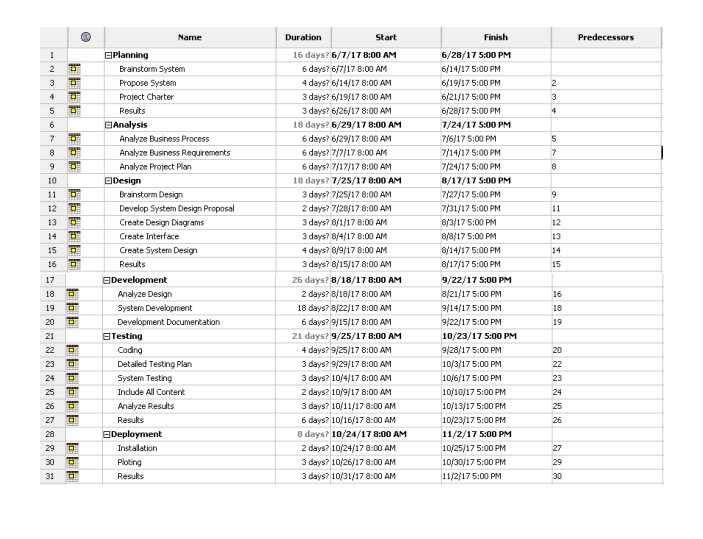 Name Duration Start Finish Predecessors
1 Planning 16 days? 6/7/17 8:00 AM 6/28/17 5:00 PM
2 Brainstorm System 6 days? 6/7/17 8:00 AM 6/14/17 5:00 PM
3 Propose System 4 days? 6/14/17 8:00 AM 6/19/17 5:00 PM 2
4 Project Charter 3 days? 6/19/17 8:00 AM 6/21/17 5:00 PM 3
5 Results 3 days? 6/26/17 8:00 AM 6/28/17 5:00 PM 4
6 Analysis 18 days? 6/29/17 8:00 AM 7/24/17 5:00 PM
7 Analyze Business Process 6 days? 6/29/17 8:00 AM 7/6/17 5:00 PM 5
8 Analyze Business Requirements 6 days? 7/7/17 8:00 AM 7/14/17 5:00 PM 7
9 Analyze Project Plan 6 days? 7/17/17 8:00 AM 7/24/17 5:00 PM 8
10 Design 18 days? 7/25/17 8:00 AM 8/17/17 5:00 PM
11 Brainstorm Design 3 days? 7/25/17 8:00 AM 7/27/17 5:00 PM 9
12 Develop System Design Proposal 2 days? 7/28/17 8:00 AM 7/31/17 5:00 PM 11
13 Create Design Diagrams 3 days? 8/1/17 8:00 AM 8/3/17 5:00 PM 12
14 Create Interface 3 days? 8/4/17 8:00 AM 8/8/17 5:00 PM 13
15 Create System Design 4 days? 8/9/17 8:00 AM 8/14/17 5:00 PM 14
16 Results 3 days? 8/15/17 8:00 AM 8/17/17 5:00 PM 15
17 Development 26 days? 8/18/17 8:00 AM 9/22/17 5:00 PM
18 Analyze Design 2 days? 8/18/17 8:00 AM 8/21/17 5:00 PM 16
19 System Development 18 days? 8/22/17 8:00 AM 9/14/17 5:00 PM 18
20 Development Documentation 6 days? 9/15/17 8:00 AM 9/22/17 5:00 PM 19
21 Testing 21 days? 9/25/17 8:00 AM 10/23/17 5:00 PM
22 Coding 4 days? 9/25/17 8:00 AM 9/28/17 5:00 PM 20
23 Detailed Testing Plan 3 days? 9/29/17 8:00 AM 10/3/17 5:00 PM 22
24 System Testing 3 days? 10/4/17 8:00 AM 10/6/17 5:00 PM 23
25 Include All Content 2 days? 10/9/17 8:00 AM 10/10/17 5:00 PM 24
26 Analyze Results 3 days? 10/11/17 8:00 AM 10/13/17 5:00 PM 25
27 Results 6 days? 10/16/17 8:00 AM 10/23/17 5:00 PM 26
28 Deployment 8 days? 10/24/17 8:00 AM 11/2/17 5:00 PM
29 Installation 2 days? 10/24/17 8:00 AM 10/25/17 5:00 PM 27
30 Ploting 3 days? 10/26/17 8:00 AM 10/30/17 5:00 PM 29
31 Results 3 days? 10/31/17 8:00 AM 11/2/17 5:00 PM 30